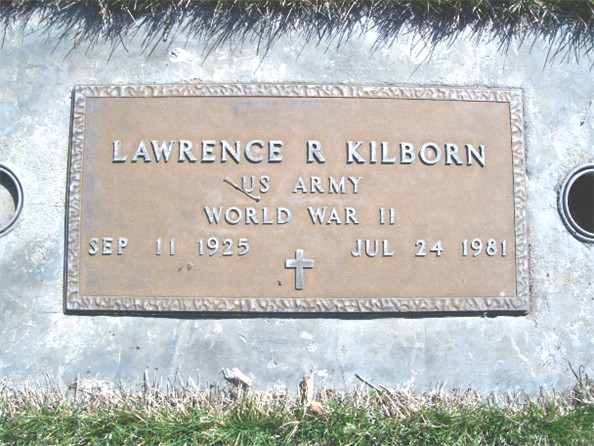 LAWRENCE R KILBORN
US ARMY
WORLD WAR II
SEP 11 1925 JUL 24 1981